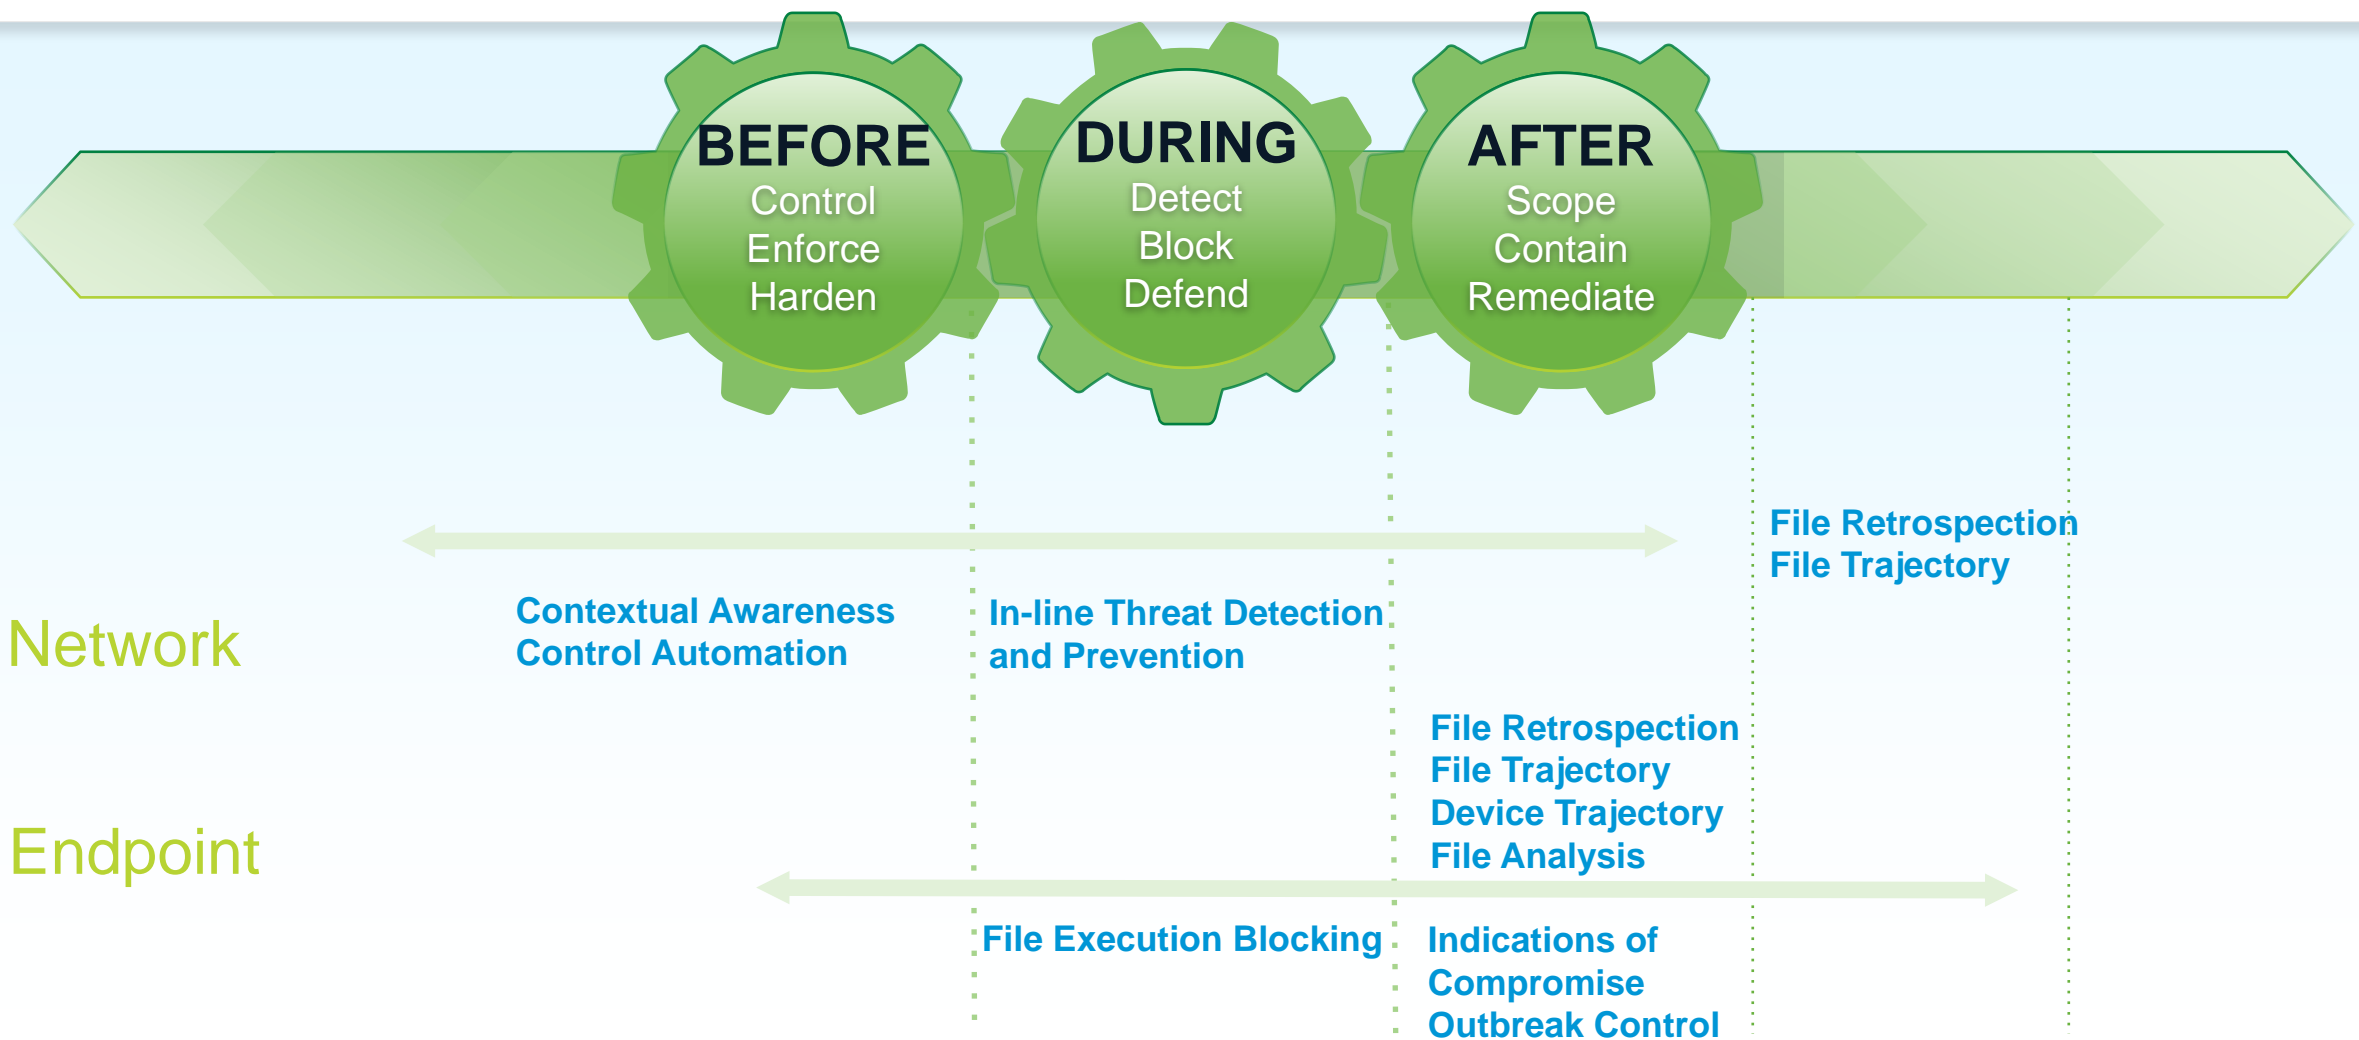 BEFORE
Control
Enforce
Harden
DURING
Detect
Block
Defend
AFTER
Scope
Contain
Remediate
Network
Contextual Awareness
Control Automation
In-line Threat Detection
and Prevention
File Retrospection
File Trajectory
Endpoint
File Execution Blocking
File Retrospection
File Trajectory
Device Trajectory
File Analysis
Indications of
Compromise
Outbreak Control